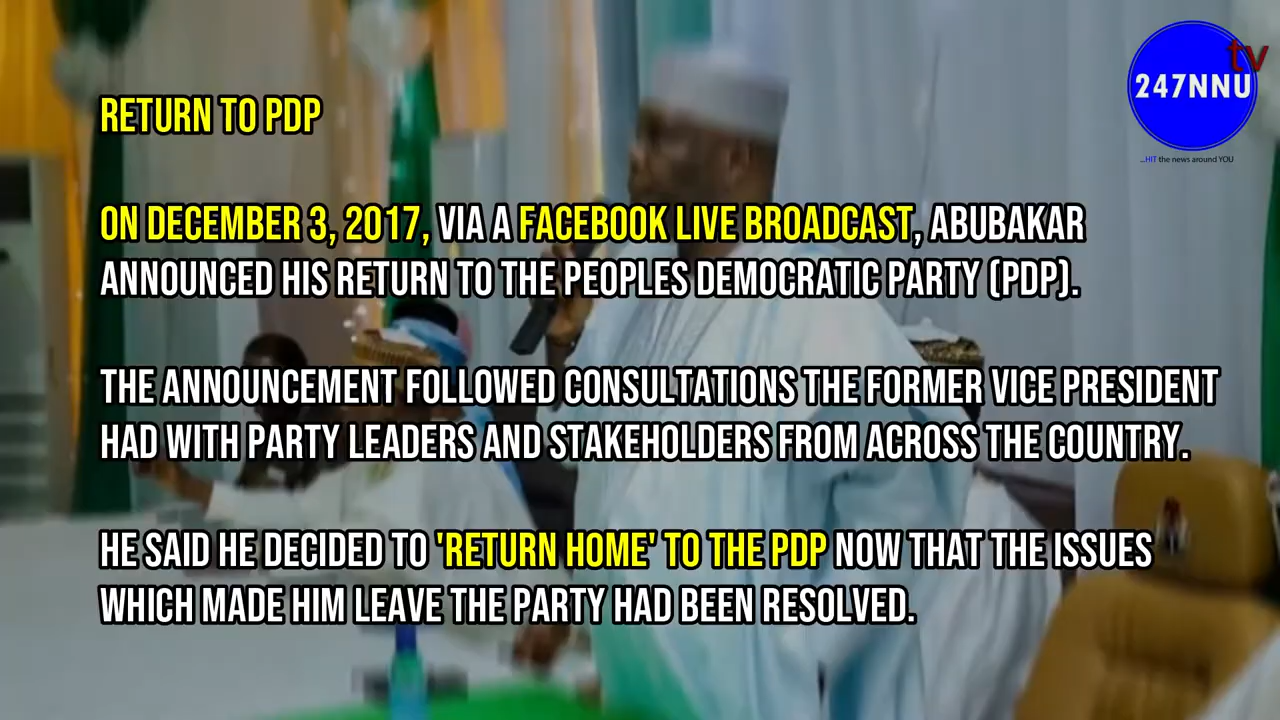 247NNU
tv
...HIT the news around YOU
RETURN TO PDP
ON DECEMBER 3, 2017, VIA A FACEBOOK LIVE BROADCAST, ABUBAKAR
ANNOUNCED HIS RETURN TO THE PEOPLES DEMOCRATIC PARTY (PDP).
THE ANNOUNCEMENT FOLLOWED CONSULTATIONS THE FORMER VICE PRESIDENT
HAD WITH PARTY LEADERS AND STAKEHOLDERS FROM ACROSS THE COUNTRY.
HE SAID HE DECIDED TO 'RETURN HOME' TO THE PDP NOW THAT THE ISSUES
WHICH MADE HIM LEAVE THE PARTY HAD BEEN RESOLVED.